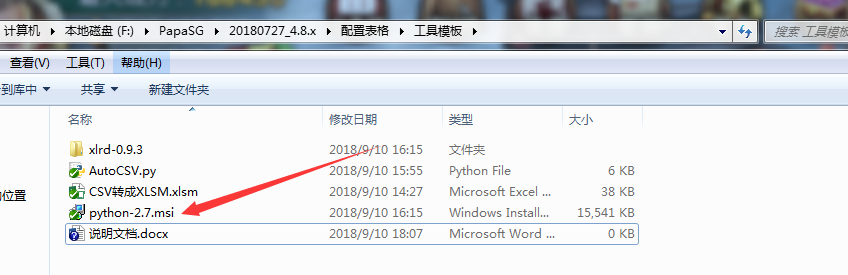 计算机 ▸ 本地磁盘 (F:) ▸ PapaSG ▸ 20180727_4.8.x ▸ 配置表格 ▸ 工具模板 ▸ 搜索 工具模板
查看(V) 工具(T) 帮助(H)
到库中 ▼ 共享 ▼ 新建文件夹
名称 修改日期 类型 大小
xlrd-0.9.3 2018/9/10 16:15 文件夹
AutoCSV.py 2018/9/10 15:55 Python File 6 KB
的位置 CSV转成XLSM.xlsm 2018/9/10 14:27 Microsoft Excel ... 38 KB
python-2.7.msi 2018/9/10 16:15 Windows Install... 15,541 KB
说明文档.docx 2018/9/10 18:07 Microsoft Word ... 0 KB